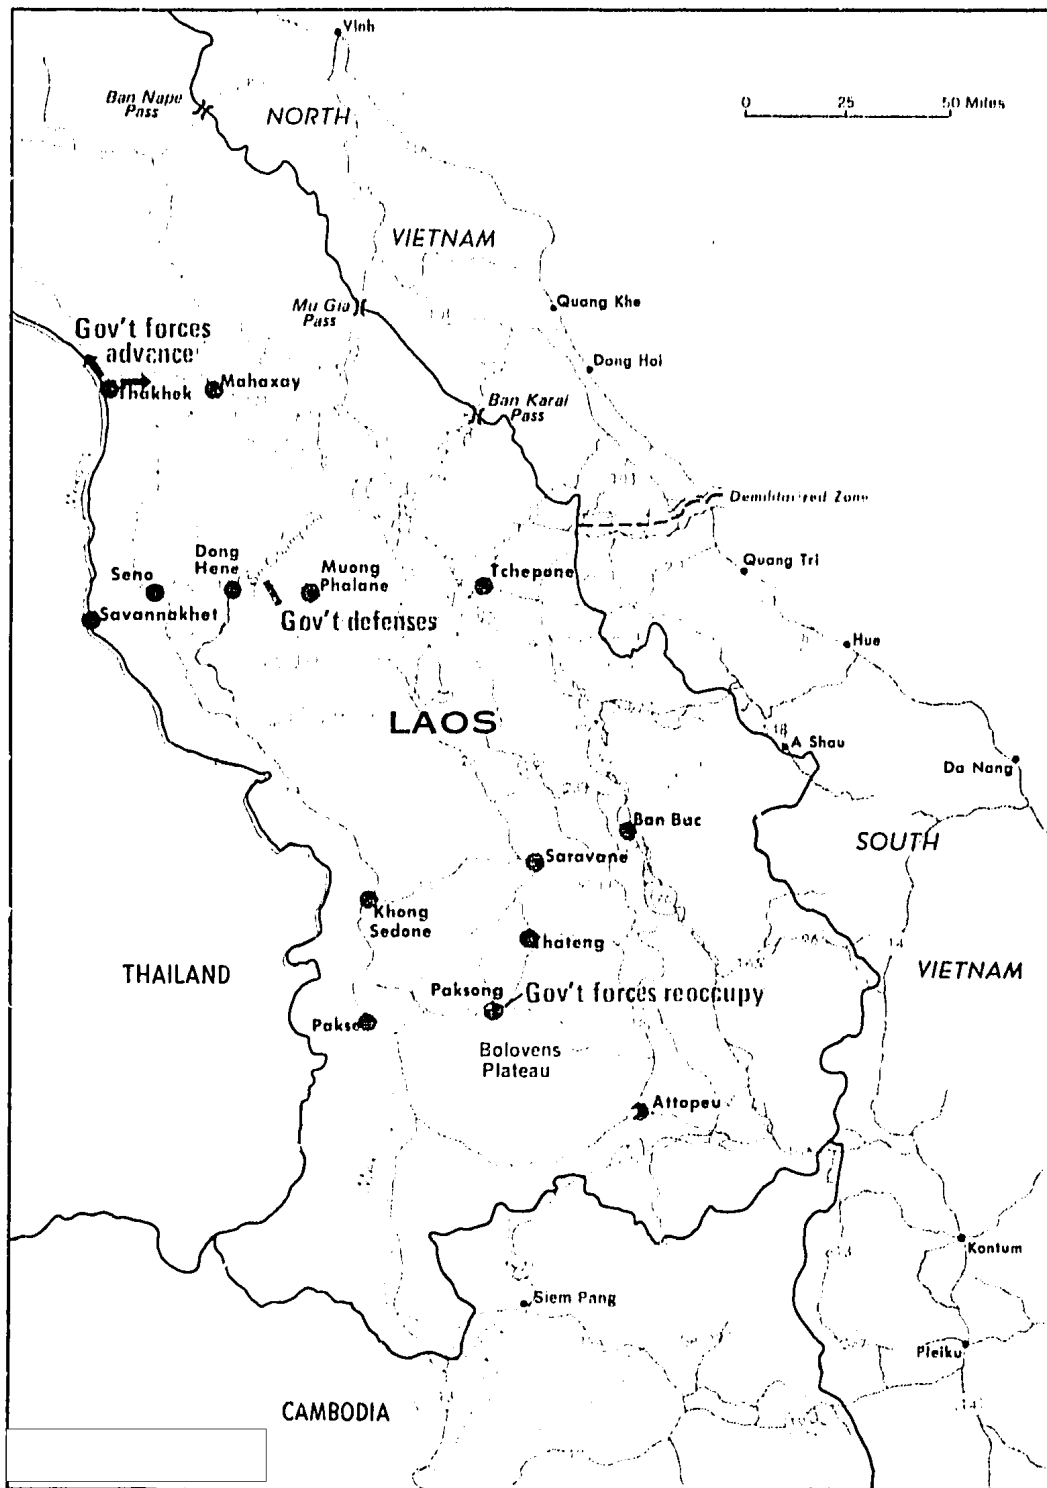 Vinh
Ban Nape
Pass
NORTH
0 25 50 Miles
VIETNAM
Mu Gia
Pass
Quang Khe
Gov't forces
advance
Dong Hoi
Thakhek
Mahaxay
Ban Karai
Pass
Demilitarized Zone
Dong
Hene
Seno
Muong
Phalane
Tchepone
Quang Tri
Savannakhet
Gov't defenses
Hue
LAOS
A Shau
Da Nang
Ban Bac
SOUTH
Saravane
Khong
Sedone
Thateng
THAILAND
VIETNAM
Paksong
Gov't forces reoccupy
Pakse
Bolovens
Plateau
Attopeu
Kontum
Siem Pang
Pleiku
CAMBODIA